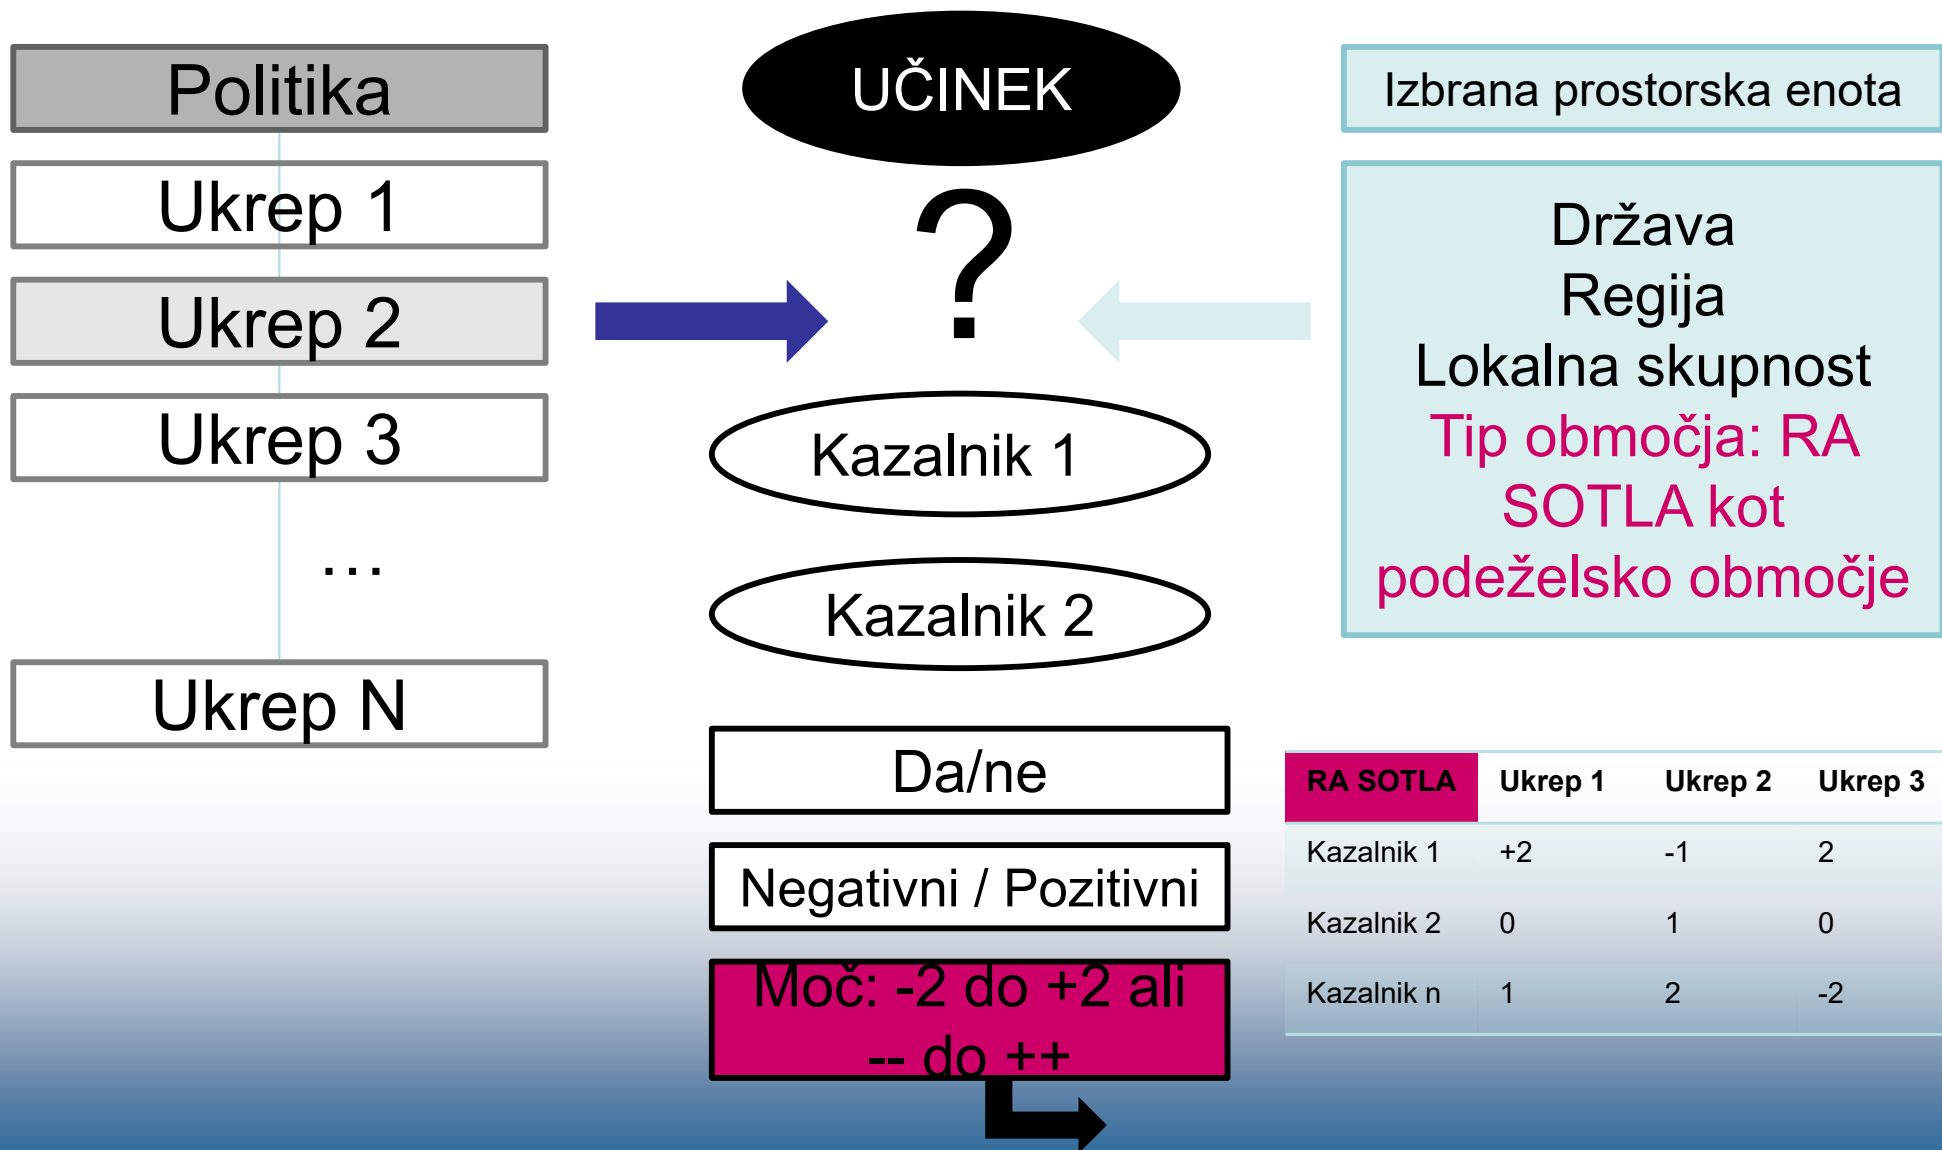 Politika
Ukrep 1
Ukrep 2
Ukrep 3
…
Ukrep N
UČINEK
?
Kazalnik 1
Kazalnik 2
Da/ne
Negativni / Pozitivni
Moč: -2 do +2 ali
-- do ++
Izbrana prostorska enota
Država
Regija
Lokalna skupnost
Tip območja: RA
SOTLA kot
podeželsko območje
RA SOTLA Ukrep 1 Ukrep 2 Ukrep 3
Kazalnik 1 +2 -1 2
Kazalnik 2 0 1 0
Kazalnik n 1 2 -2